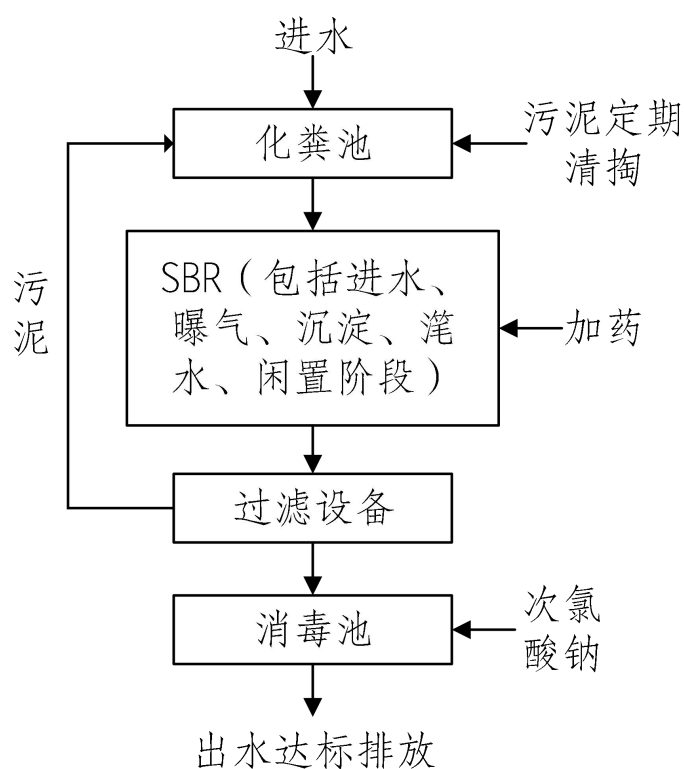 进水
化粪池
污泥定期
清掏
SBR（包括进水、
曝气、沉淀、滗
水、闲置阶段）
加药
污
泥
过滤设备
消毒池
次氯
酸钠
出水达标排放